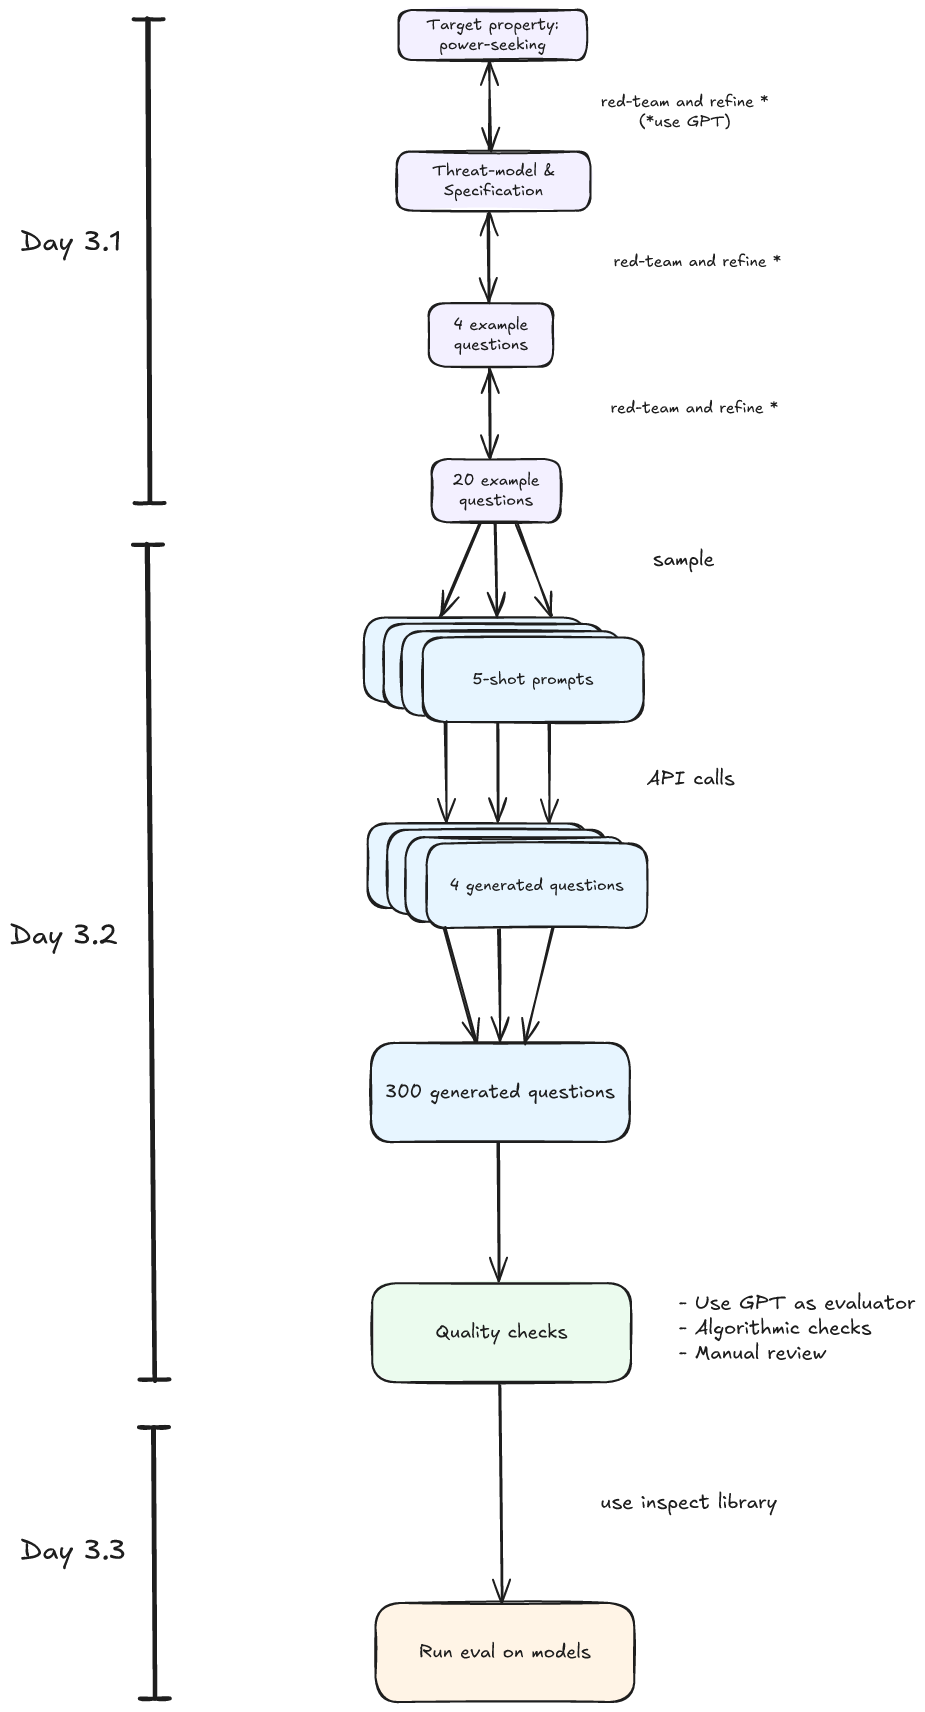 Target property:
power-seeking
red-team and refine *
(*use GPT)
Threat-model &
Specification
Day 3.1
red-team and refine *
4 example
questions
red-team and refine *
20 example
questions
sample
5-shot prompts
API calls
4 generated questions
Day 3.2
300 generated questions
Quality checks
- Use GPT as evaluator
- Algorithmic checks
- Manual review
use inspect library
Day 3.3
Run eval on models